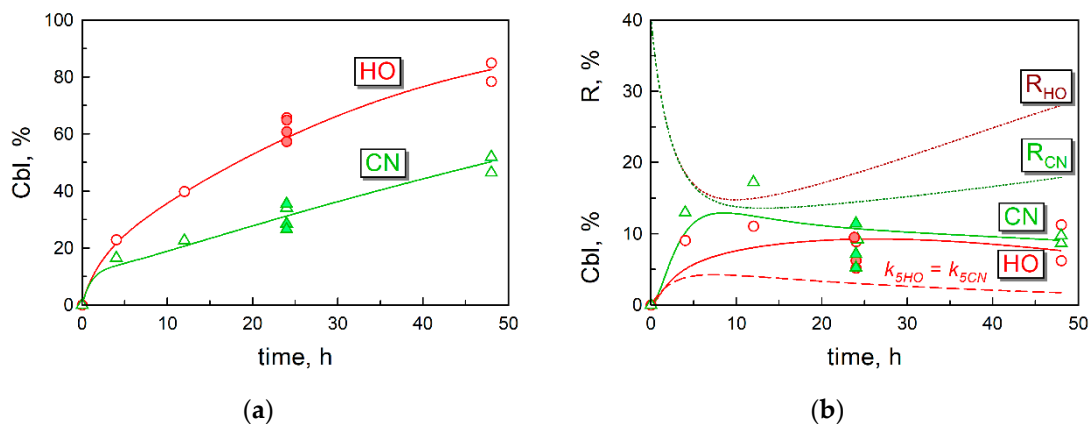 100
80
60
40
20
0
Cbl, %
HO
CN
0 10 20 30 40 50
time, h
(a)
40
30
20
10
0
R, %
Cbl, %
R_HO
R_CN
CN
HO
k_5HO = k_5CN
0 10 20 30 40 50
time, h
(b)